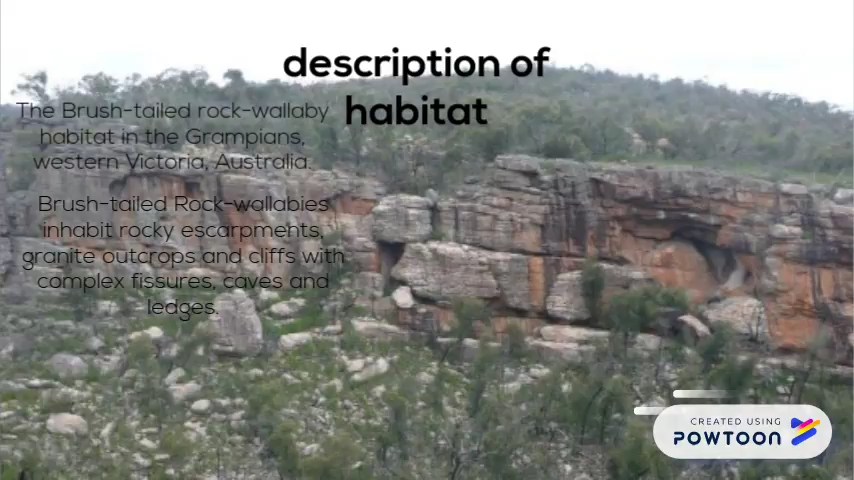 description of
habitat
The Brush-tailed rock-wallaby
habitat in the Grampians,
western Victoria, Australia.
Brush-tailed Rock-wallabies
inhabit rocky escarpments,
granite outcrops and cliffs with
complex fissures, caves and
ledges.
CREATED USING
POWTOON